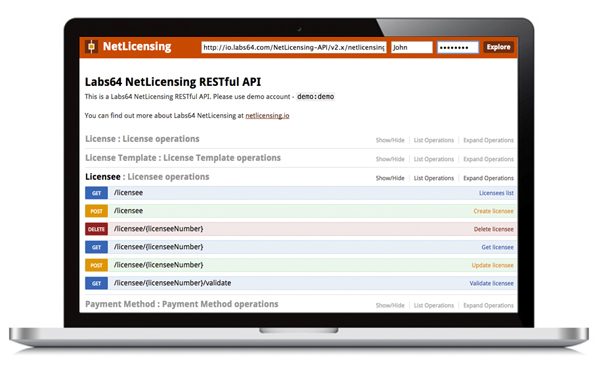 NetLicensing http://io.labs64.com/NetLicensing-API/v2.x/netlicensing John •••••••• Explore
Labs64 NetLicensing RESTful API
This is a Labs64 NetLicensing RESTful API. Please use demo account - demo:demo
You can find out more about Labs64 NetLicensing at netlicensing.io
License : License operations Show/Hide List Operations Expand Operations
License Template : License Template operations Show/Hide List Operations Expand Operations
Licensee : Licensee operations Show/Hide List Operations Expand Operations
GET /licensee Licensees list
POST /licensee Create licensee
DELETE /licensee/{licenseeNumber} Delete licensee
GET /licensee/{licenseeNumber} Get licensee
POST /licensee/{licenseeNumber} Update licensee
GET /licensee/{licenseeNumber}/validate Validate licensee
Payment Method : Payment Method operations Show/Hide List Operations Expand Operations